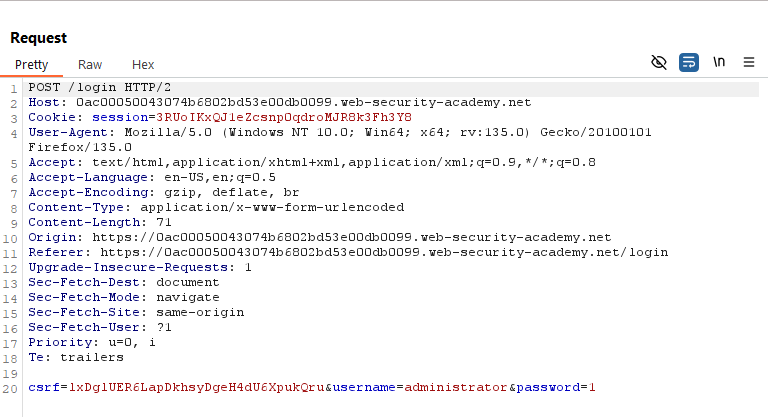 Request
Pretty Raw Hex \n
1 POST /login HTTP/2
2 Host: 0ac00050043074b6802bd53e00db0099.web-security-academy.net
3 Cookie: session=3RUoIKxQJleZcsnp0qdroMJR8k3Fh3Y8
4 User-Agent: Mozilla/5.0 (Windows NT 10.0; Win64; x64; rv:135.0) Gecko/20100101
Firefox/135.0
5 Accept: text/html,application/xhtml+xml,application/xml;q=0.9,*/*;q=0.8
6 Accept-Language: en-US,en;q=0.5
7 Accept-Encoding: gzip, deflate, br
8 Content-Type: application/x-www-form-urlencoded
9 Content-Length: 71
10 Origin: https://0ac00050043074b6802bd53e00db0099.web-security-academy.net
11 Referer: https://0ac00050043074b6802bd53e00db0099.web-security-academy.net/login
12 Upgrade-Insecure-Requests: 1
13 Sec-Fetch-Dest: document
14 Sec-Fetch-Mode: navigate
15 Sec-Fetch-Site: same-origin
16 Sec-Fetch-User: ?1
17 Priority: u=0, i
18 Te: trailers
19
20 csrf=lxDglUER6LapDkhsyDgeH4dU6XpukQru&username=administrator&password=1